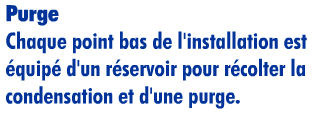 Purge
Chaque point bas de l'installation est
équipé d'un réservoir pour récolter la
condensation et d'une purge.